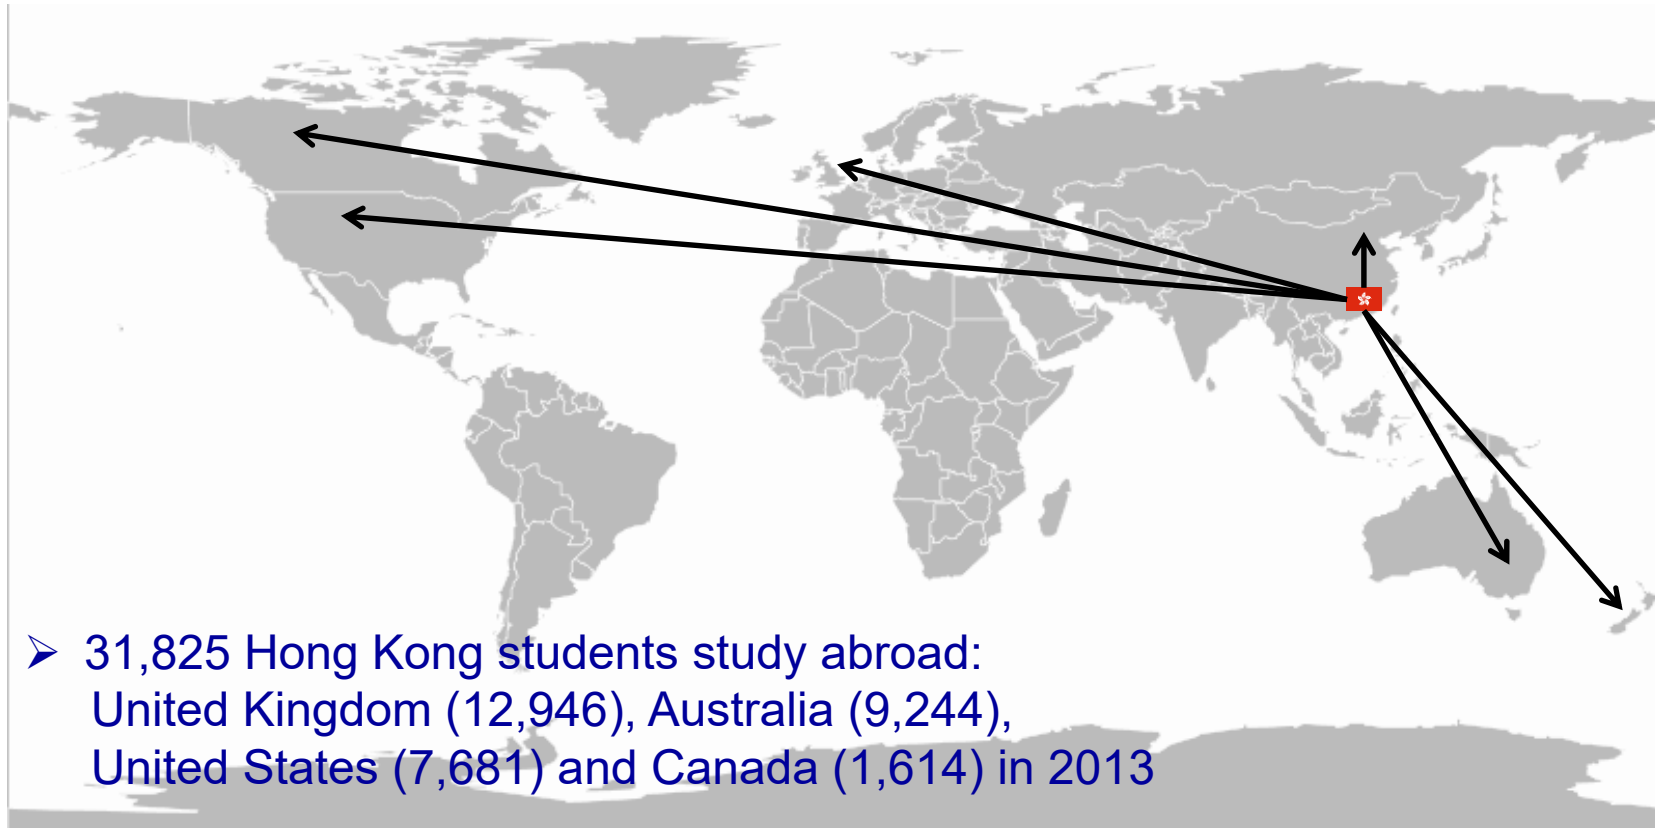 ➢ 31,825 Hong Kong students study abroad:
United Kingdom (12,946), Australia (9,244),
United States (7,681) and Canada (1,614) in 2013